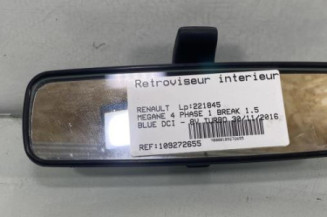 Retroviseur interieur
RENAULT Lp:221845
MEGANE 4 PHASE 1 BREAK 1.5
BLUE DCI - 8V TURBO 30/11/2016
REF:109272655